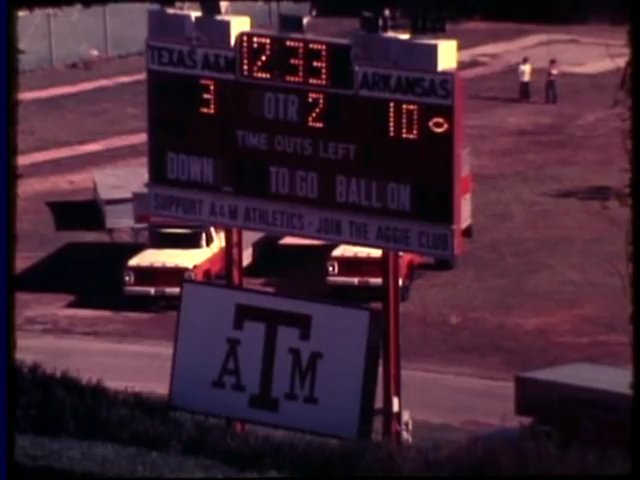 12:33
TEXAS A&M ARKANSAS
3 QTR 2 10
TIME OUTS LEFT
DOWN TO GO BALL ON
SUPPORT A&M ATHLETICS - JOIN THE AGGIE CLUB
ATM